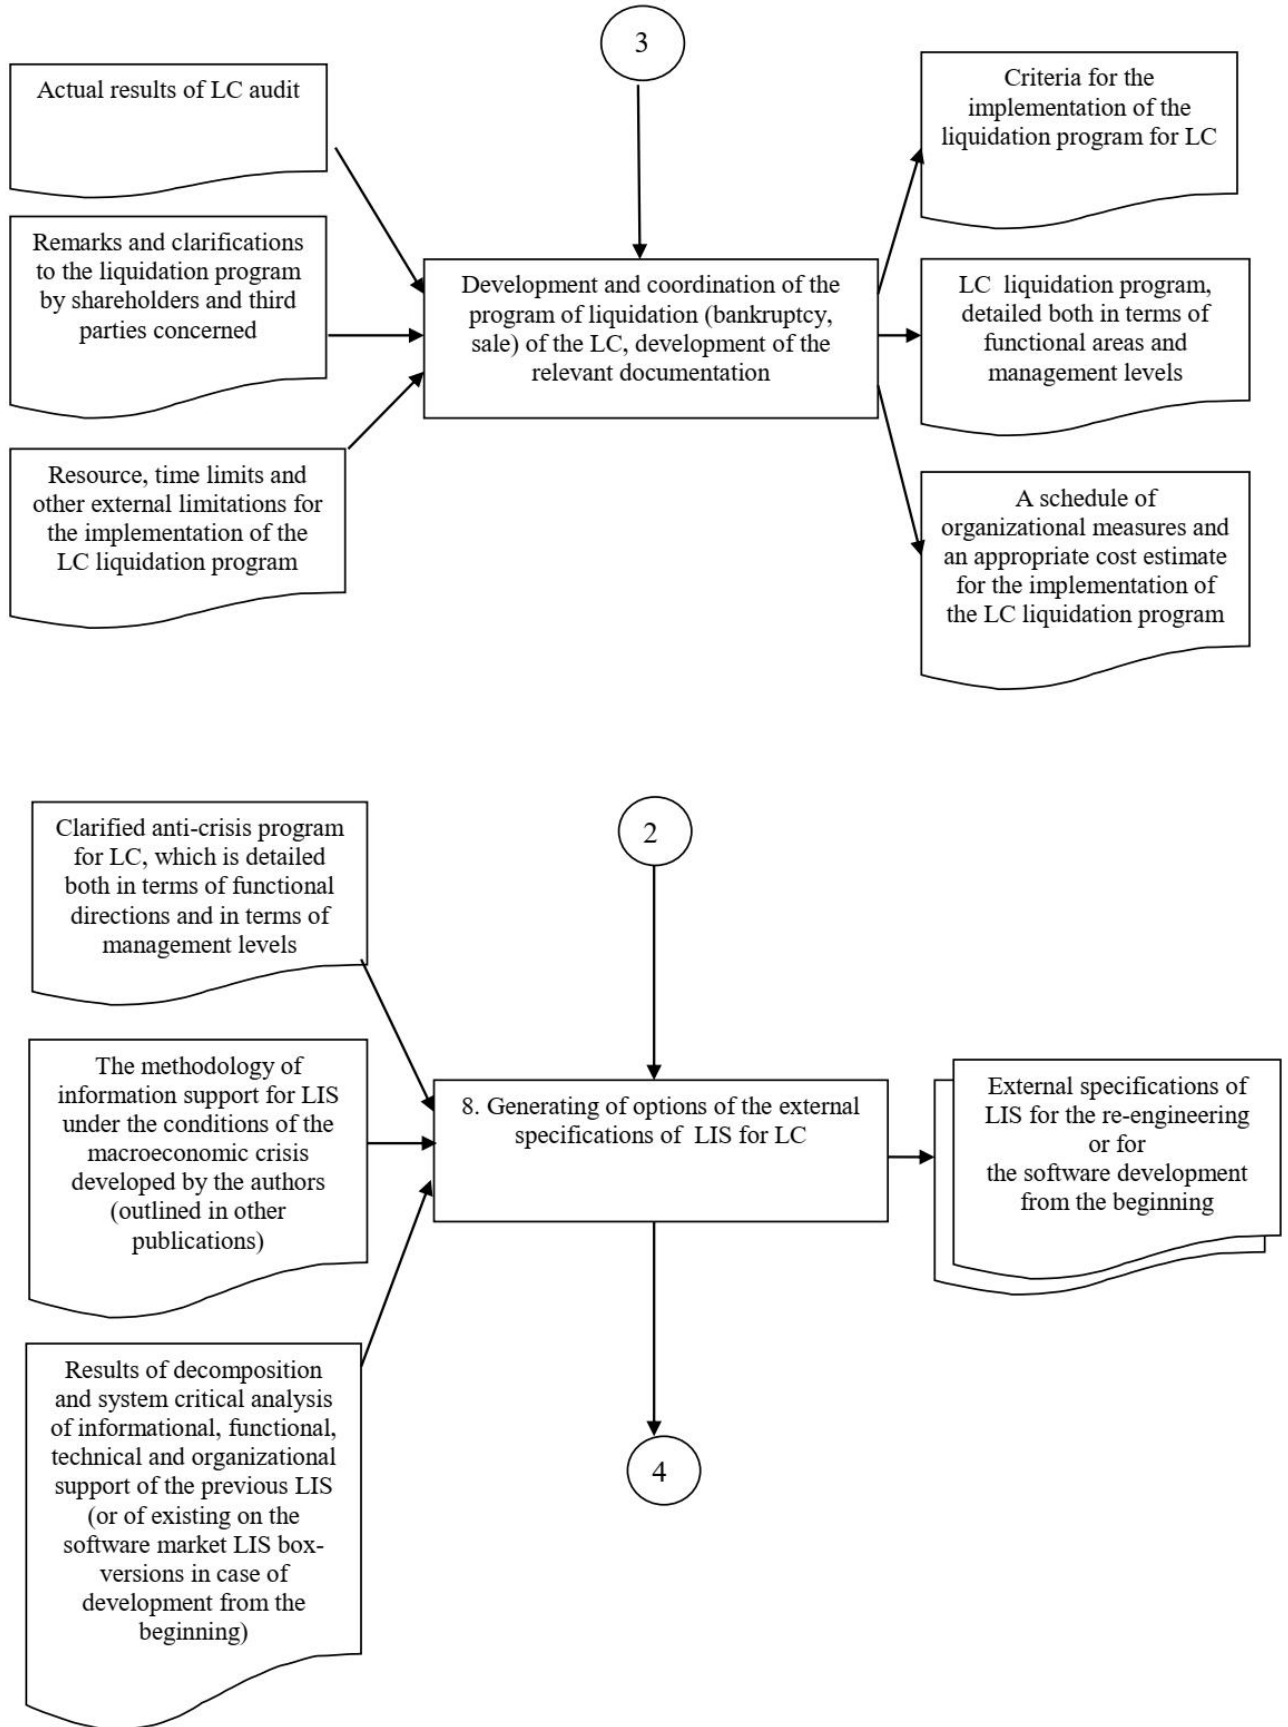 3
Actual results of LC audit
Remarks and clarifications
to the liquidation program
by shareholders and third
parties concerned
Resource, time limits and
other external limitations for
the implementation of the
LC liquidation program
Development and coordination of the
program of liquidation (bankruptcy,
sale) of the LC, development of the
relevant documentation
Criteria for the
implementation of the
liquidation program for LC
LC liquidation program,
detailed both in terms of
functional areas and
management levels
A schedule of
organizational measures and
an appropriate cost estimate
for the implementation of
the LC liquidation program
2
Clarified anti-crisis program
for LC, which is detailed
both in terms of functional
directions and in terms of
management levels
The methodology of
information support for LIS
under the conditions of the
macroeconomic crisis
developed by the authors
(outlined in other
publications)
Results of decomposition
and system critical analysis
of informational, functional,
technical and organizational
support of the previous LIS
(or of existing on the
software market LIS box-
versions in case of
development from the
beginning)
8. Generating of options of the external
specifications of LIS for LC
External specifications of
LIS for the re-engineering
or for
the software development
from the beginning
4